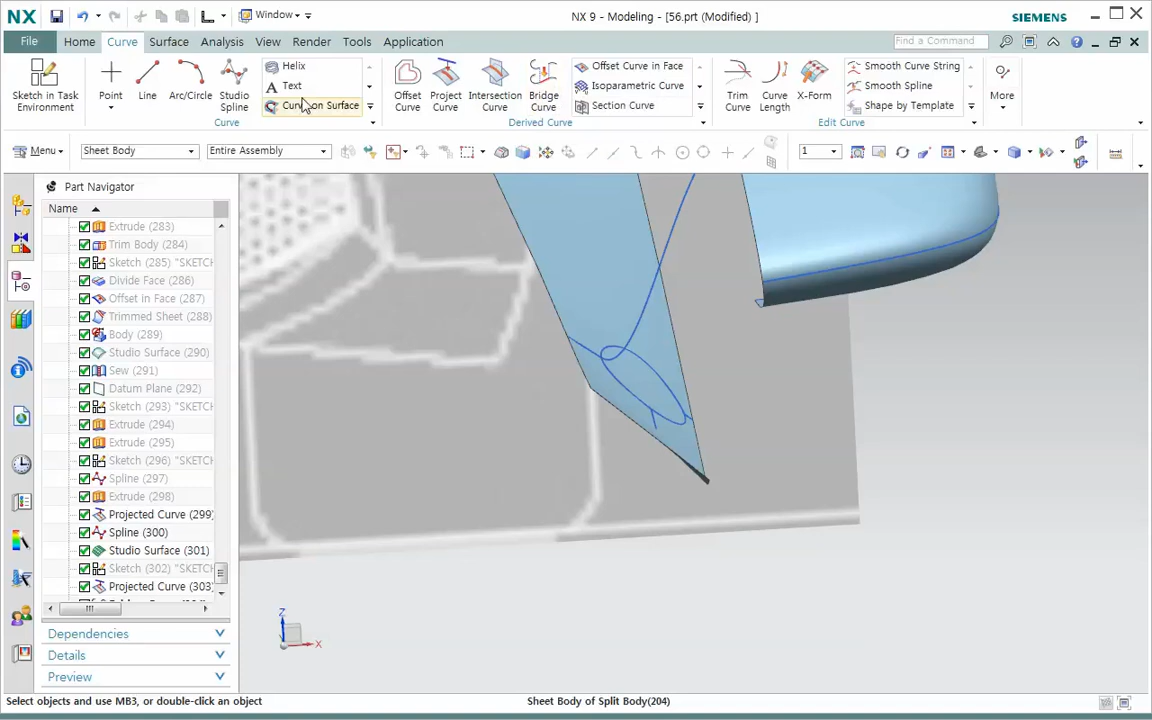 NX
Window
NX 9 - Modeling - [56.prt (Modified) ]
SIEMENS
File
Home
Curve
Surface
Analysis
View
Render
Tools
Application
Find a Command
Sketch in Task
Environment
Point
Line
Arc/Circle
Studio
Spline
Helix
Text
Curve on Surface
Curve
Offset
Curve
Project
Curve
Intersection
Curve
Bridge
Curve
Offset Curve in Face
Isoparametric Curve
Section Curve
Derived Curve
Trim
Curve
Curve
Length
X-Form
Smooth Curve String
Smooth Spline
Shape by Template
Edit Curve
More
Menu
Sheet Body
Entire Assembly
1
Part Navigator
Name
Extrude (283)
Trim Body (284)
Sketch (285) "SKETC
Divide Face (286)
Offset in Face (287)
Trimmed Sheet (288)
Body (289)
Studio Surface (290)
Sew (291)
Datum Plane (292)
Sketch (293) "SKETC
Extrude (294)
Extrude (295)
Sketch (296) "SKETC
Spline (297)
Extrude (298)
Projected Curve (299)
Spline (300)
Studio Surface (301)
Sketch (302) "SKETC
Projected Curve (303)
Dependencies
Details
Preview
Z
X
Select objects and use MB3, or double-click an object
Sheet Body of Split Body(204)